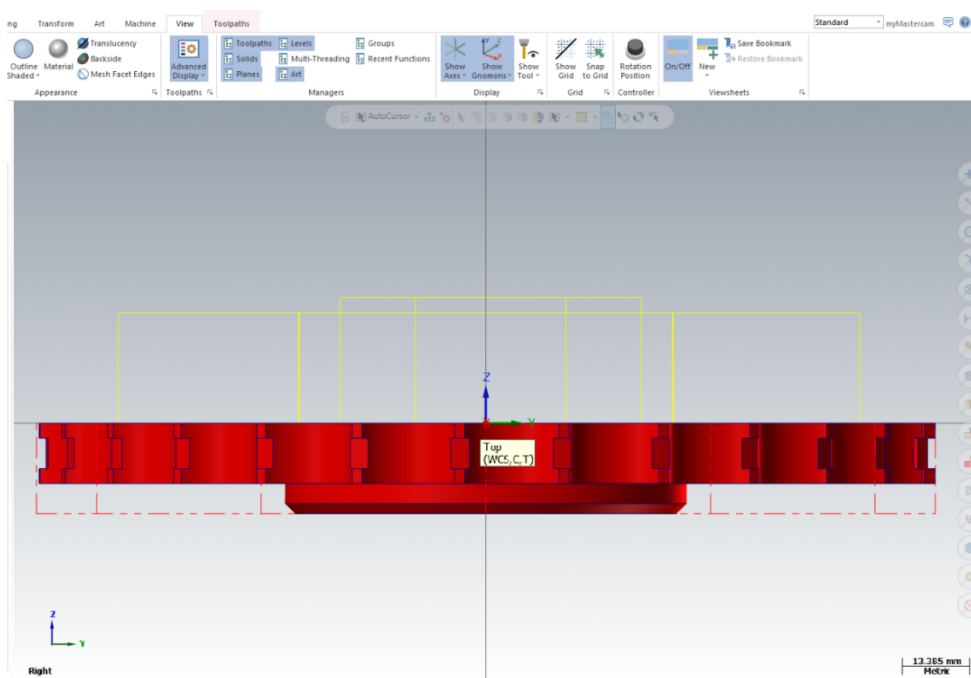 ng Transform Art Machine View Toolpaths Standard myMastercam
Outline Shaded
Material
Translucency
Backside
Mesh Facet Edges
Appearance
Advanced Display
Toolpaths
Toolpaths Levels Groups
Solids Multi-Threading Recent Functions
Planes Art
Managers
Show Axes
Show Gnomons
Show Tool
Display
Show Grid
Snap to Grid
Grid
Rotation Position
Controller
On/Off
New
Save Bookmark
Restore Bookmark
Viewsheets
AutoCursor
Z
Y
Top
(WCS,C,T)
Z
Y
Right
13.385 mm
Metric